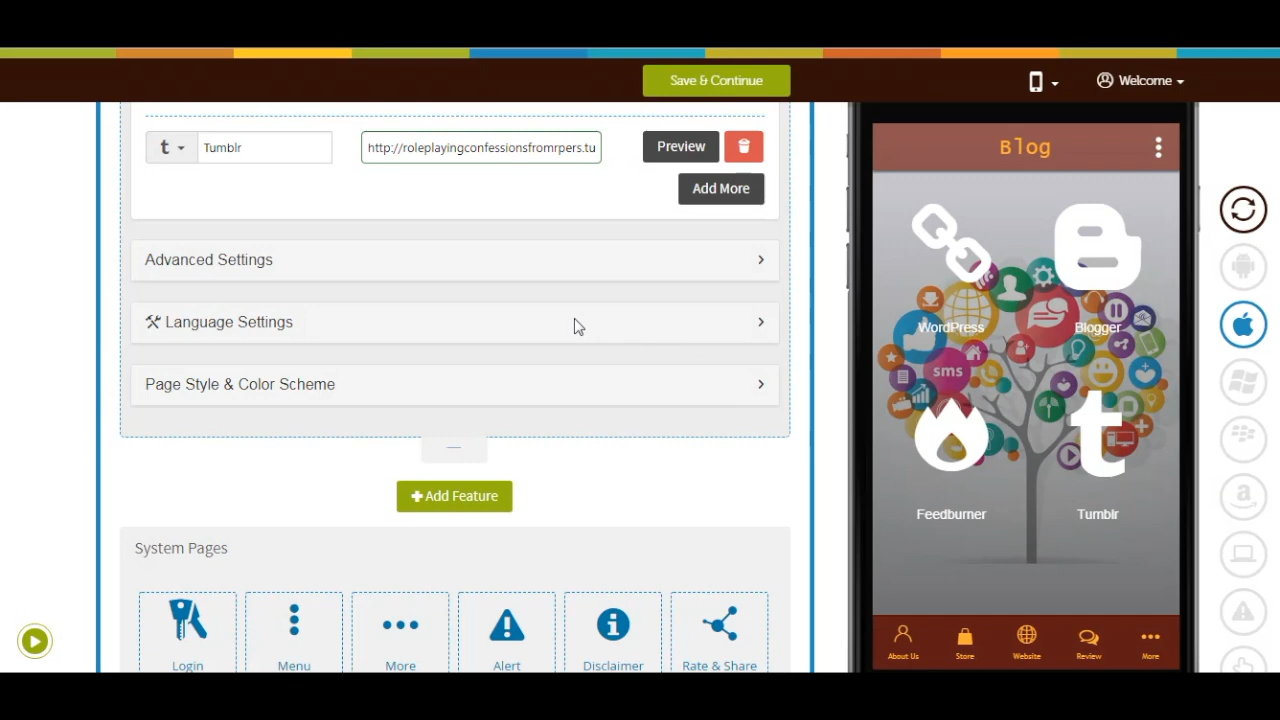 Save & Continue
Welcome
t
Tumblr
http://roleplayingconfessionsfromrpers.tu
Preview
Add More
Advanced Settings
Language Settings
Page Style & Color Scheme
Add Feature
System Pages
Login
Menu
More
Alert
Disclaimer
Rate & Share
Blog
WordPress
Blogger
sms
Feedburner
Tumblr
About Us
Store
Website
Review
More